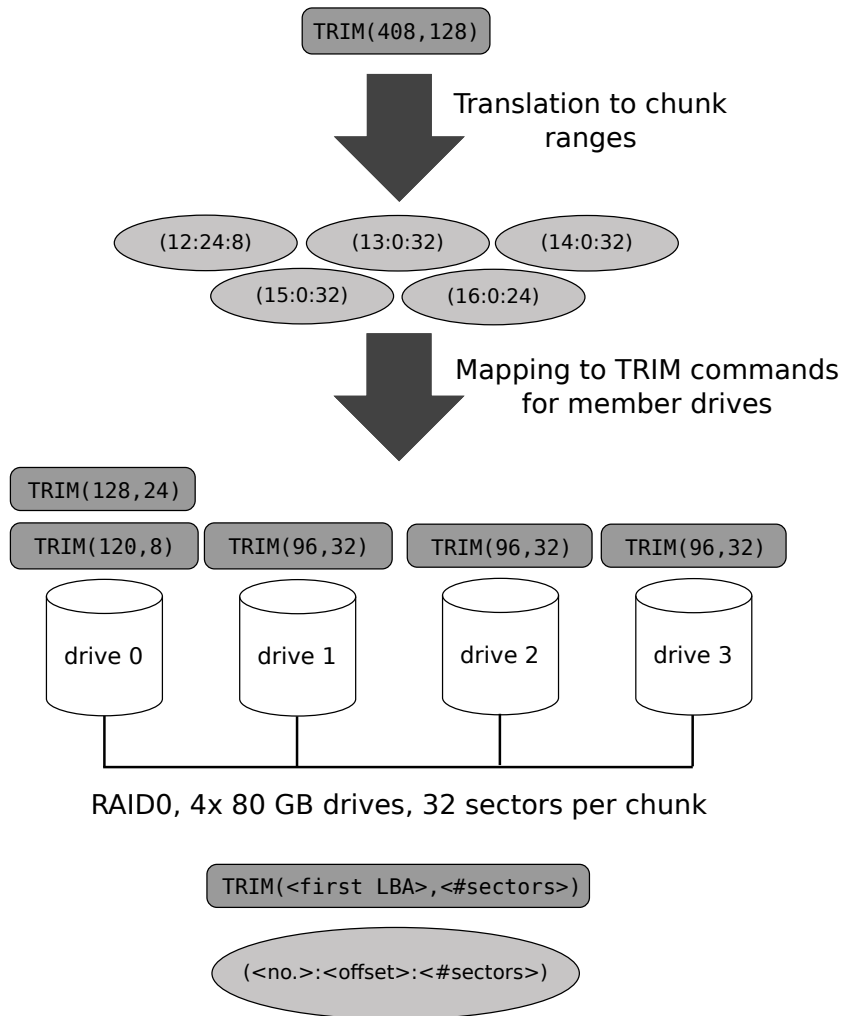 TRIM(408,128)
Translation to chunk
ranges
(12:24:8)
(13:0:32)
(14:0:32)
(15:0:32)
(16:0:24)
Mapping to TRIM commands
for member drives
TRIM(128,24)
TRIM(120,8)
TRIM(96,32)
TRIM(96,32)
TRIM(96,32)
drive 0
drive 1
drive 2
drive 3
RAID0, 4x 80 GB drives, 32 sectors per chunk
TRIM(<first LBA>,<#sectors>)
(<no.>:<offset>:<#sectors>)